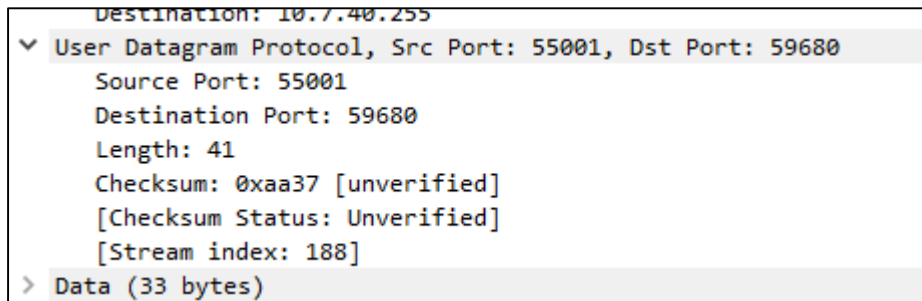 Destination: 10.7.40.255
User Datagram Protocol, Src Port: 55001, Dst Port: 59680
Source Port: 55001
Destination Port: 59680
Length: 41
Checksum: 0xaa37 [unverified]
[Checksum Status: Unverified]
[Stream index: 188]
Data (33 bytes)